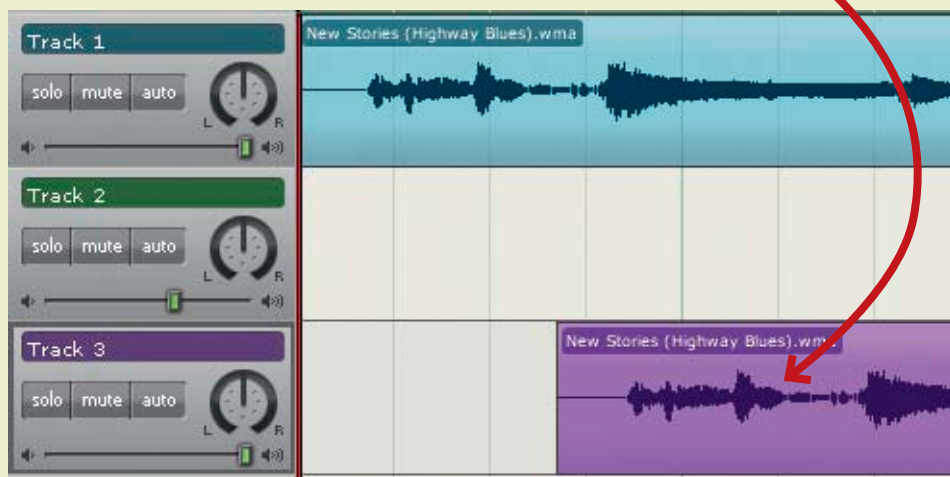 Track 1
New Stories (Highway Blues).wma
solo mute auto
L R
Track 2
solo mute auto
L R
Track 3
New Stories (Highway Blues).wma
solo mute auto
L R